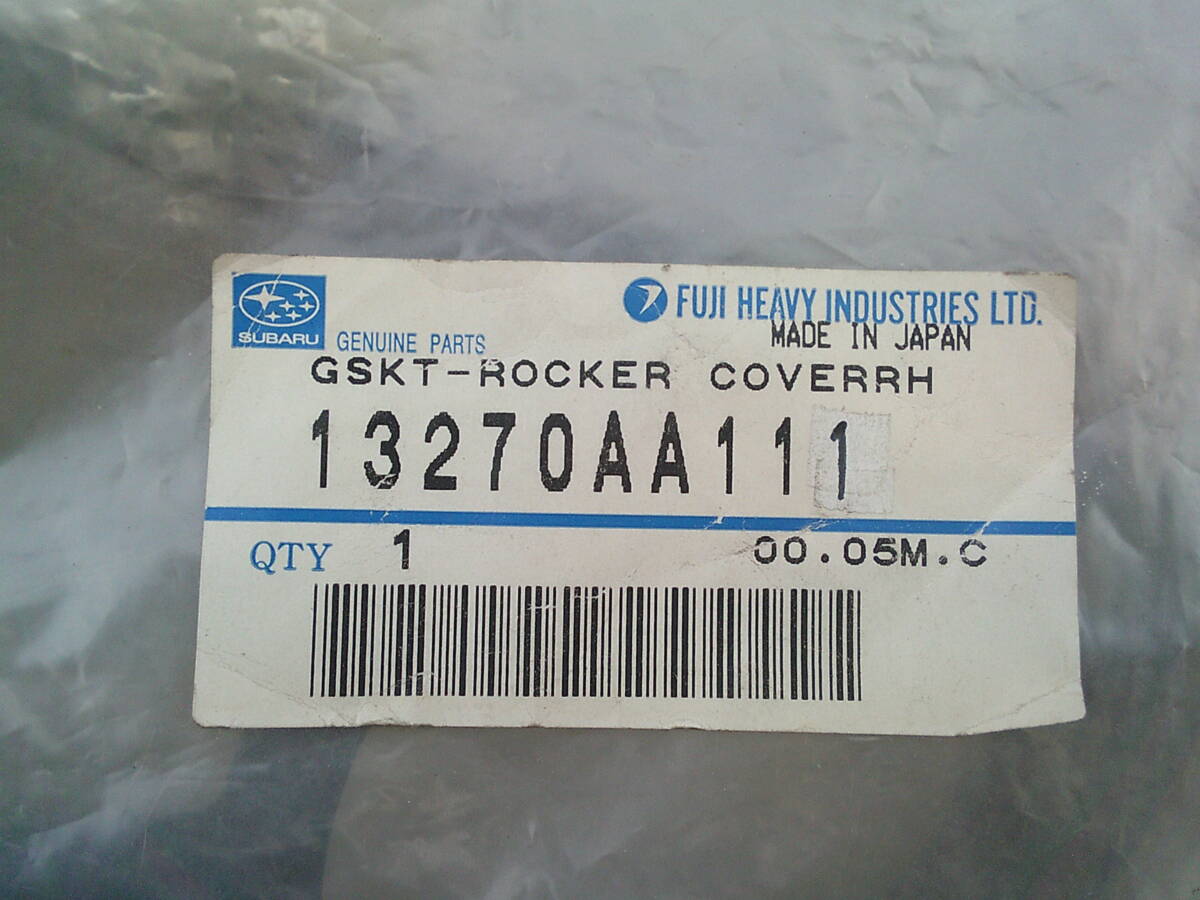 SUBARU
GENUINE PARTS
FUJI HEAVY INDUSTRIES LTD.
MADE IN JAPAN
GSKT-ROCKER COVERRH
13270AA111
QTY 1 00.05M.C